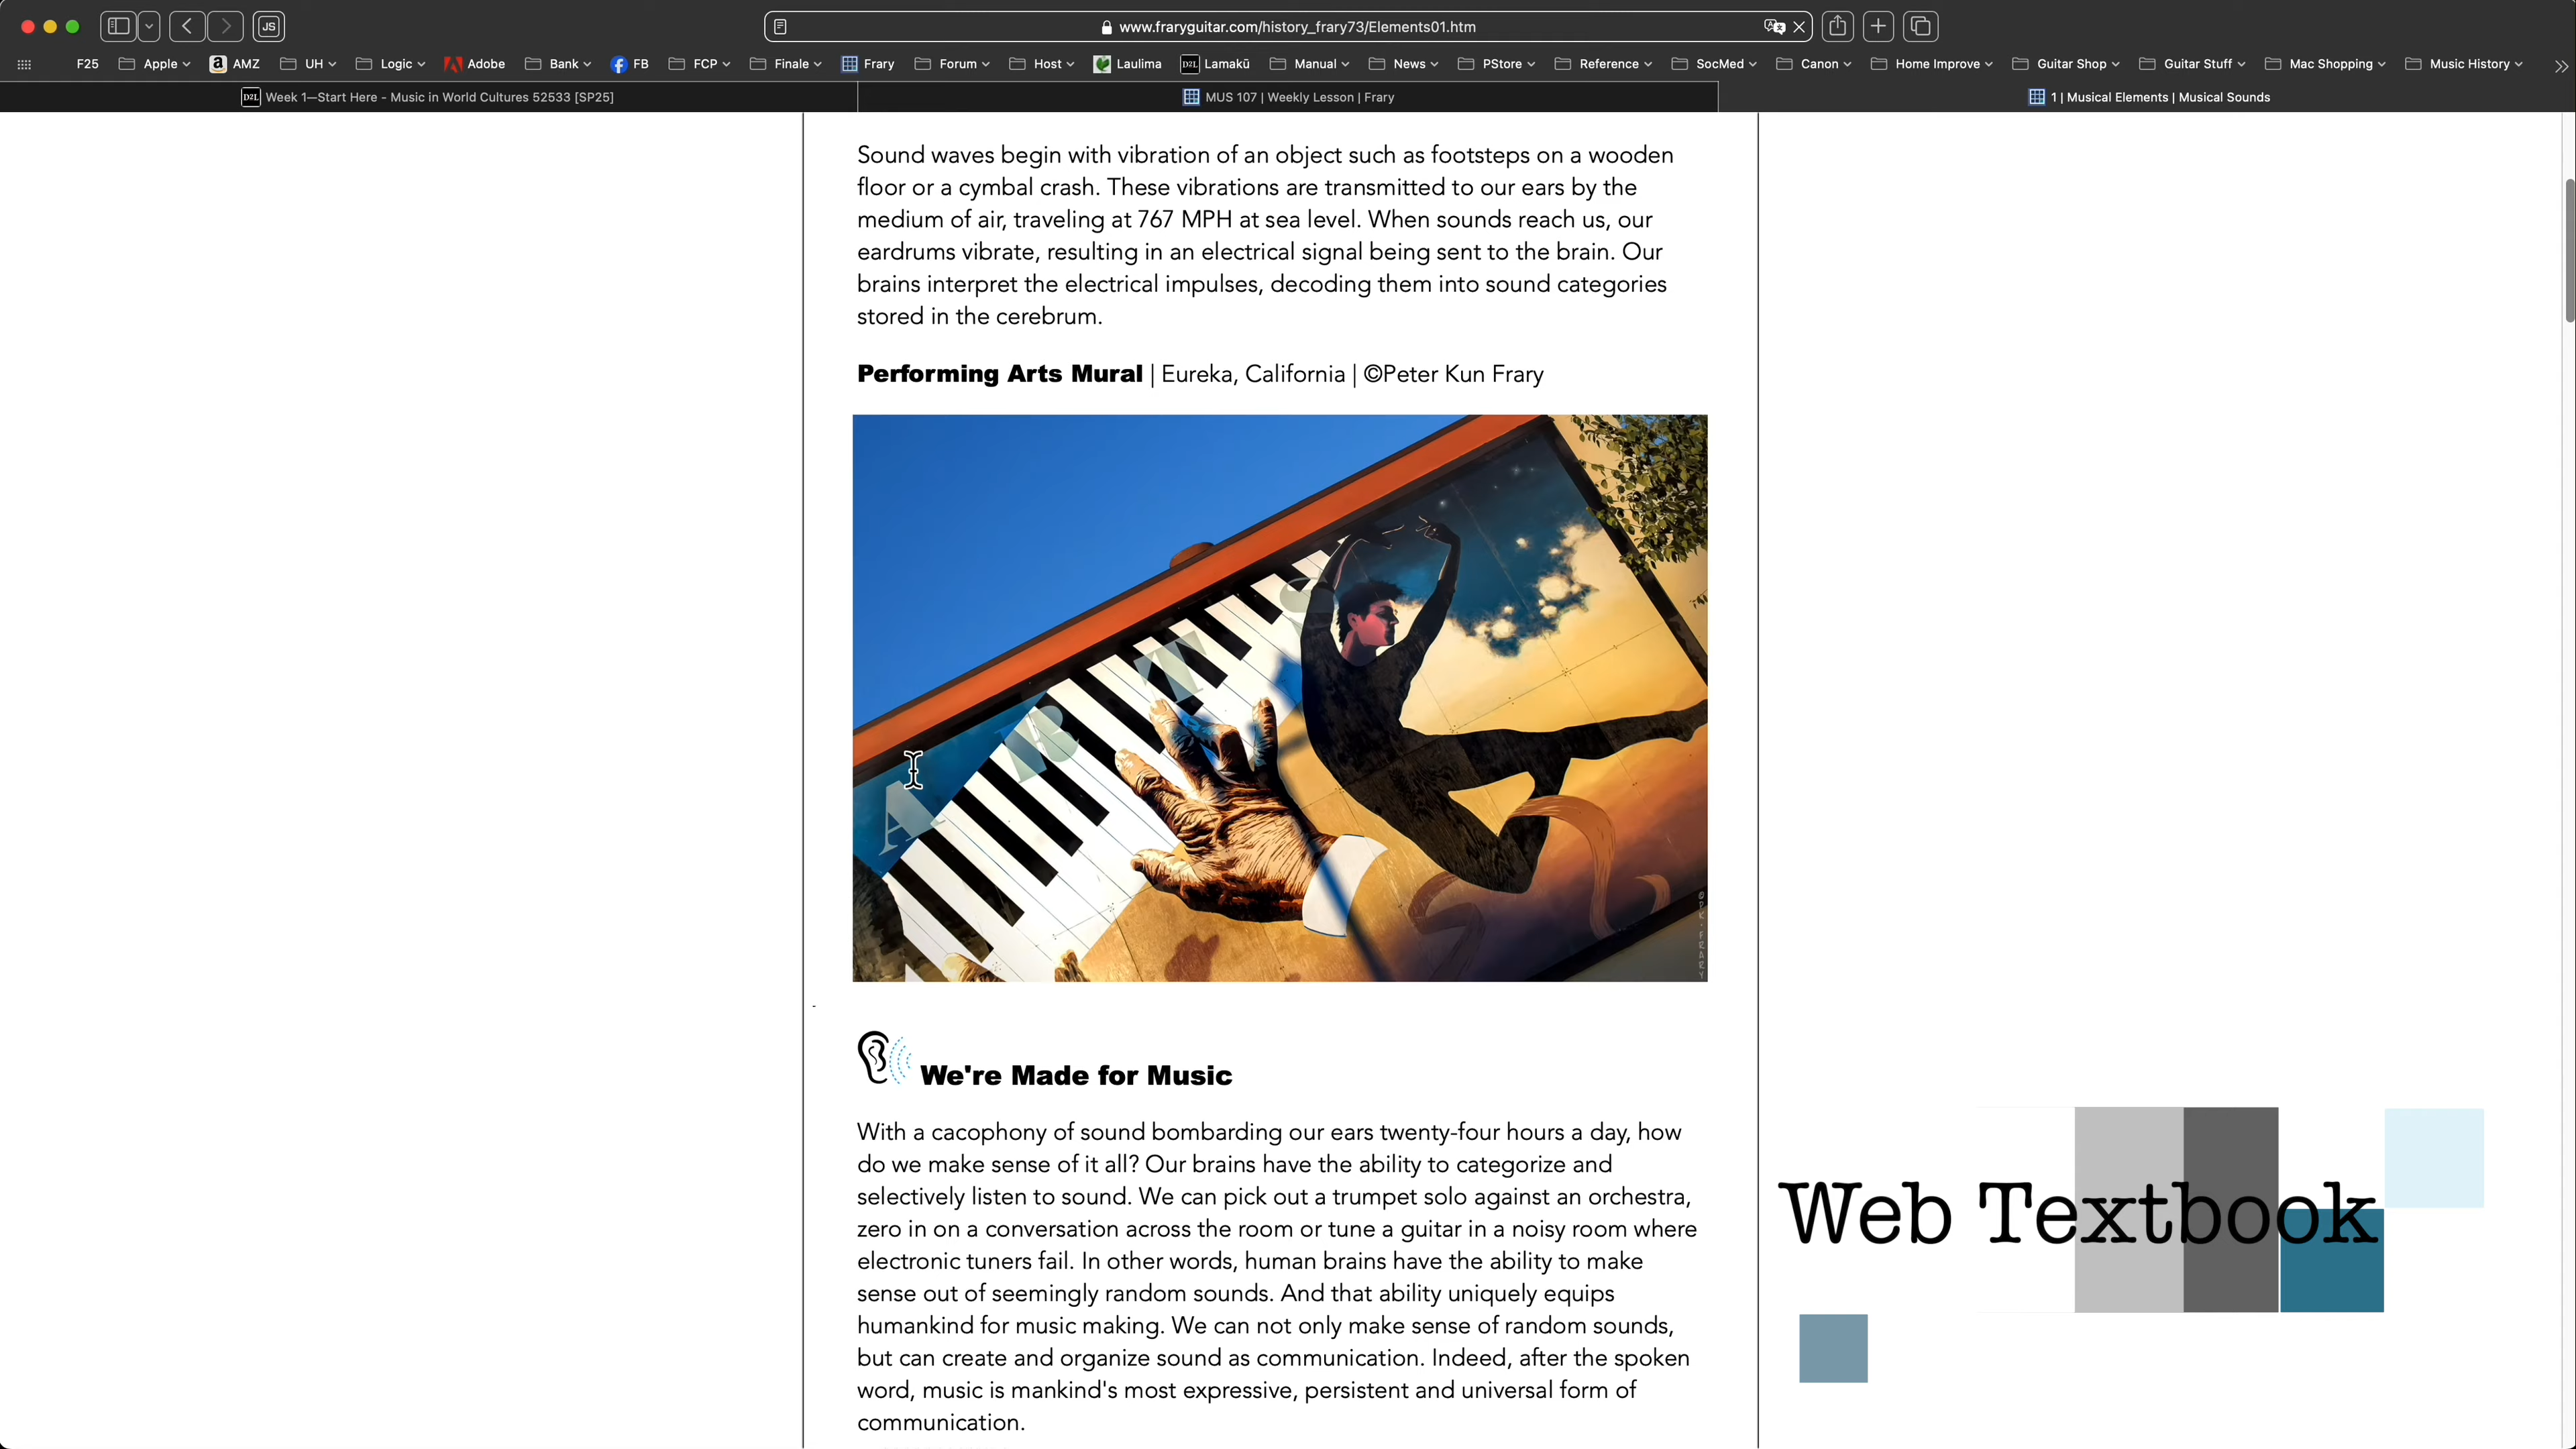 JS
www.fraryguitar.com/history_frary73/Elements01.htm
F25 Apple AMZ UH Logic Adobe Bank FB FCP Finale Frary Forum Host Laulima D2L Lamakū Manual News PStore Reference SocMed Canon Home Improve Guitar Shop Guitar Stuff Mac Shopping Music History
D2L Week 1—Start Here - Music in World Cultures 52533 [SP25]
MUS 107 | Weekly Lesson | Frary
1 | Musical Elements | Musical Sounds
Sound waves begin with vibration of an object such as footsteps on a wooden
floor or a cymbal crash. These vibrations are transmitted to our ears by the
medium of air, traveling at 767 MPH at sea level. When sounds reach us, our
eardrums vibrate, resulting in an electrical signal being sent to the brain. Our
brains interpret the electrical impulses, decoding them into sound categories
stored in the cerebrum.
Performing Arts Mural | Eureka, California | ©Peter Kun Frary
ARTS
©PK·FRARY
We're Made for Music
With a cacophony of sound bombarding our ears twenty-four hours a day, how
do we make sense of it all? Our brains have the ability to categorize and
selectively listen to sound. We can pick out a trumpet solo against an orchestra,
zero in on a conversation across the room or tune a guitar in a noisy room where
electronic tuners fail. In other words, human brains have the ability to make
sense out of seemingly random sounds. And that ability uniquely equips
humankind for music making. We can not only make sense of random sounds,
but can create and organize sound as communication. Indeed, after the spoken
word, music is mankind's most expressive, persistent and universal form of
communication.
Web Textbook